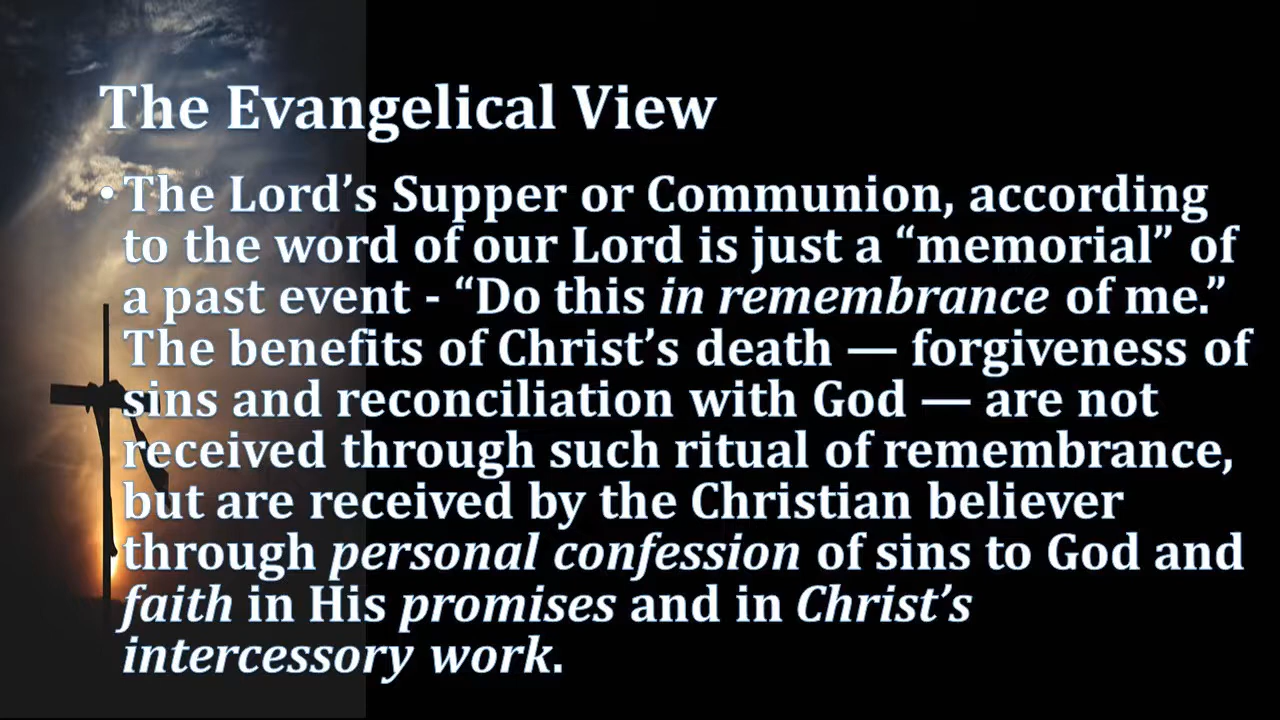 The Evangelical View
• The Lord’s Supper or Communion, according
to the word of our Lord is just a “memorial” of
a past event - “Do this in remembrance of me.”
The benefits of Christ’s death — forgiveness of
sins and reconciliation with God — are not
received through such ritual of remembrance,
but are received by the Christian believer
through personal confession of sins to God and
faith in His promises and in Christ’s
intercessory work.